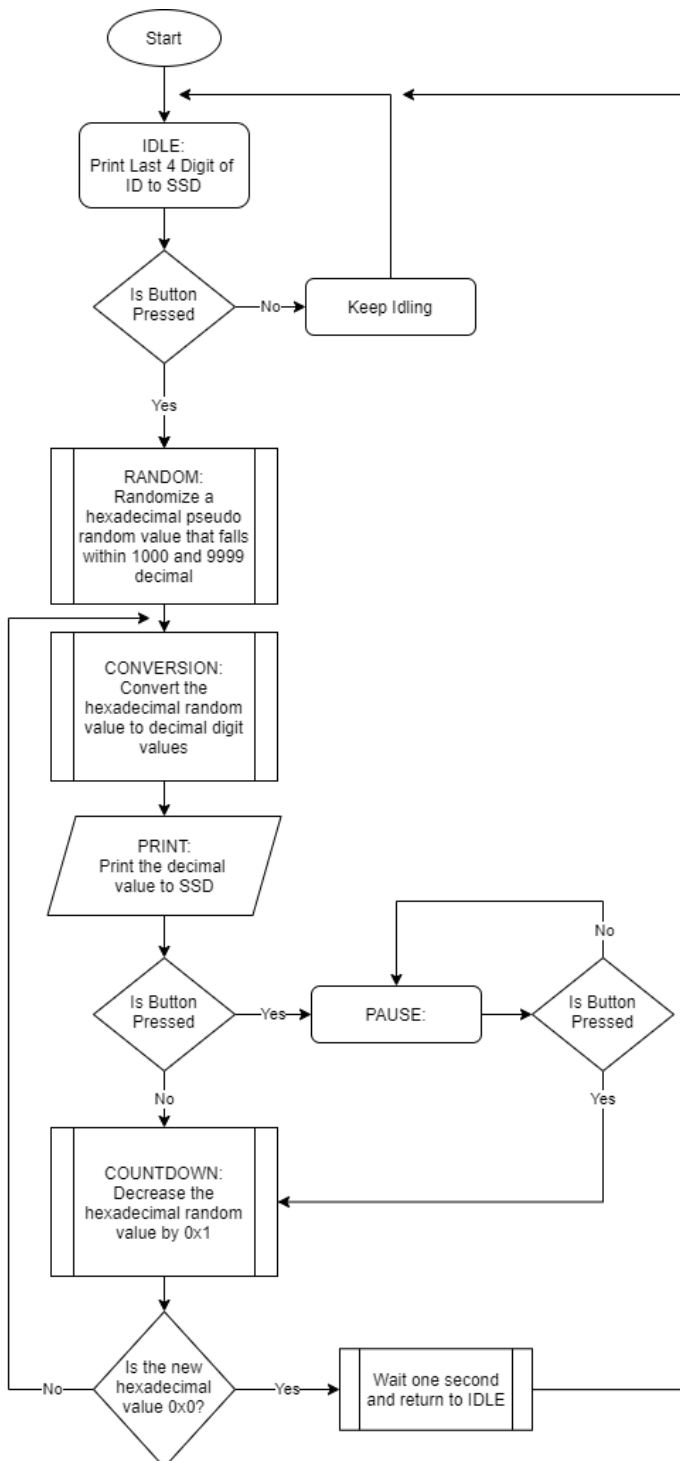 Start
IDLE:
Print Last 4 Digit of
ID to SSD
Is Button
Pressed
No
Keep Idling
Yes
RANDOM:
Randomize a
hexadecimal pseudo
random value that falls
within 1000 and 9999
decimal
CONVERSION:
Convert the
hexadecimal random
value to decimal digit
values
PRINT:
Print the decimal
value to SSD
Is Button
Pressed
Yes
PAUSE:
Is Button
Pressed
No
Yes
No
COUNTDOWN:
Decrease the
hexadecimal random
value by 0x1
Is the new
hexadecimal
value 0x0?
No
Yes
Wait one second
and return to IDLE